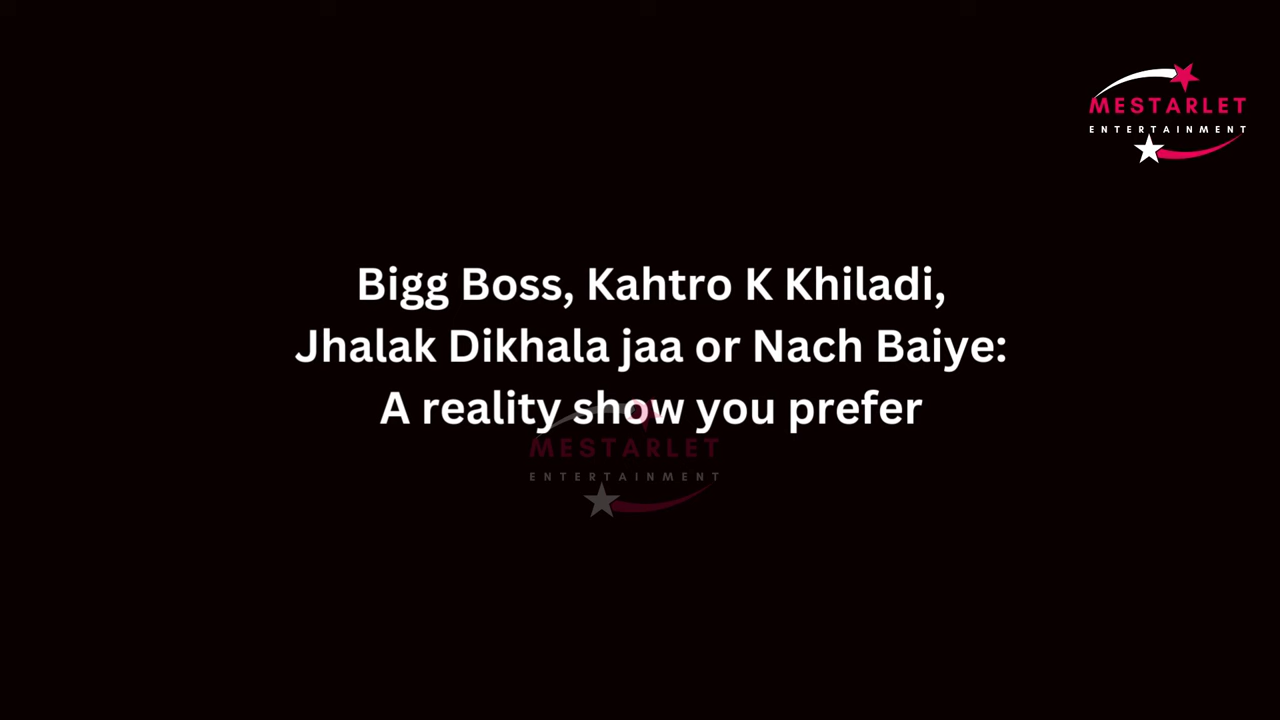 MESTARLET
ENTERTAINMENT
Bigg Boss, Kahtro K Khiladi,
Jhalak Dikhala jaa or Nach Baiye:
A reality show you prefer
MESTARLET
ENTERTAINMENT